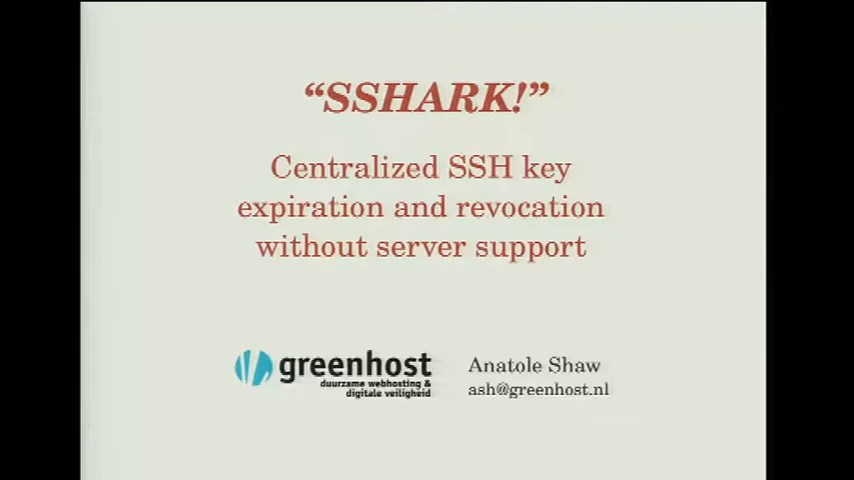 “SSHARK!”
Centralized SSH key
expiration and revocation
without server support
greenhost
duurzame webhosting &
digitale veiligheid
Anatole Shaw
ash@greenhost.nl